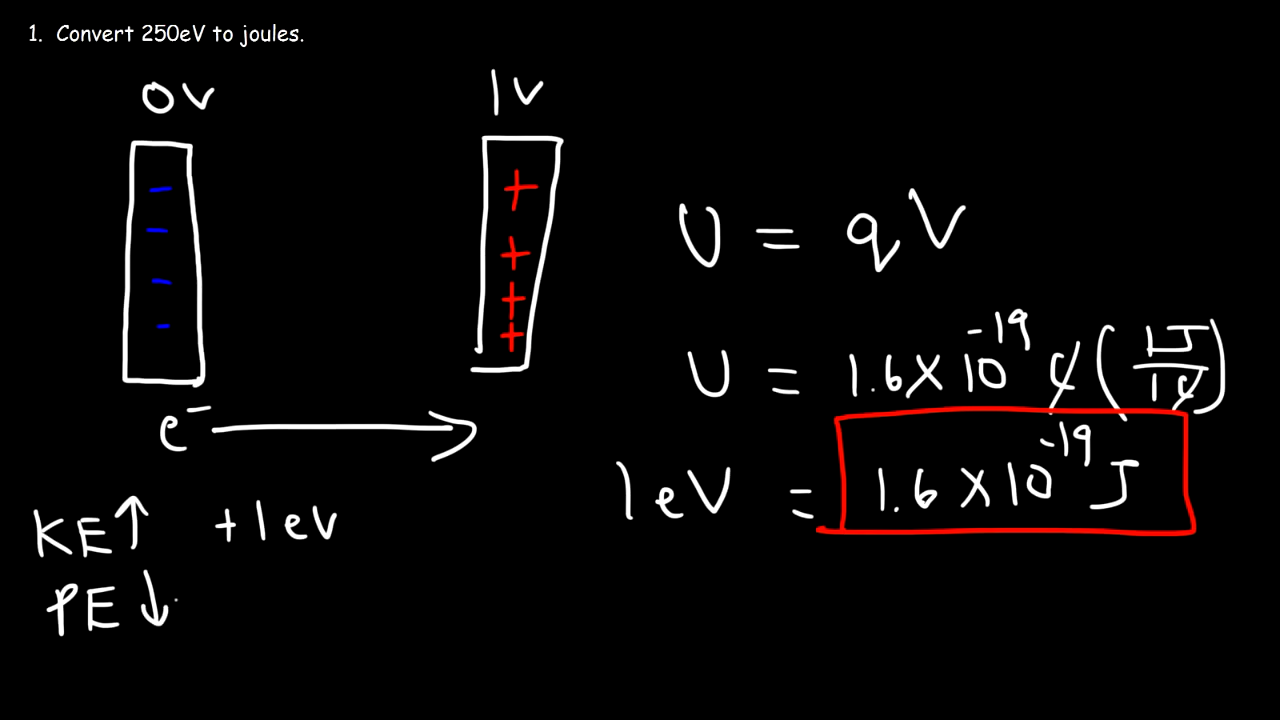 1. Convert 250eV to joules.
0V 1V
- + 
- +
- +
- +
U = qV
U = 1.6 X 10^-19 C (1J/1C)
e^- →
1eV = 1.6 X 10^-19 J
KE ↑ +1eV
PE ↓